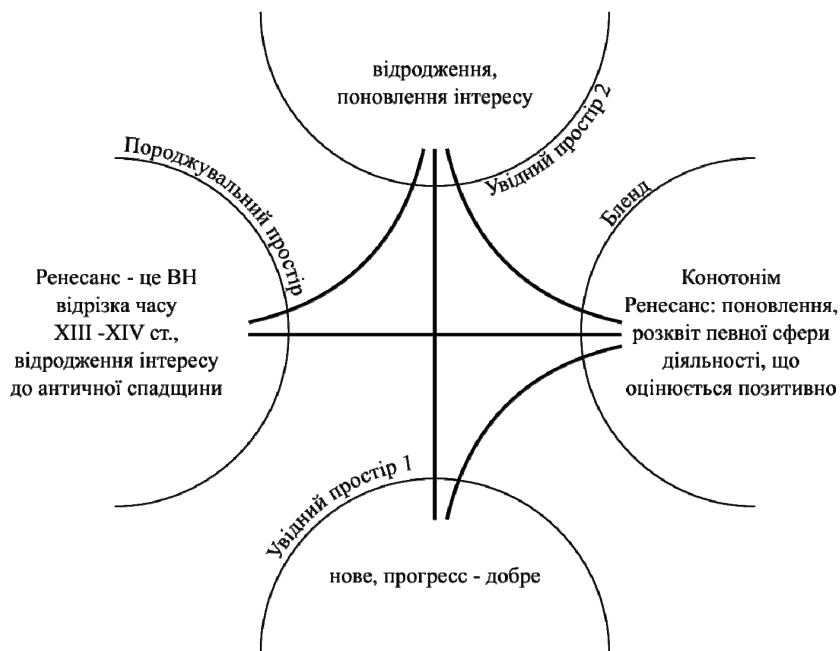 відродження,
поновлення інтересу
Увідний простір 2
Породжувальний простір
Бленд
Ренесанс - це ВН
відрізка часу
XIII -XIV ст.,
відродження інтересу
до античної спадщини
Конотонім
Ренесанс: поновлення,
розквіт певної сфери
діяльності, що
оцінюється позитивно
Увідний простір 1
нове, прогресс - добре